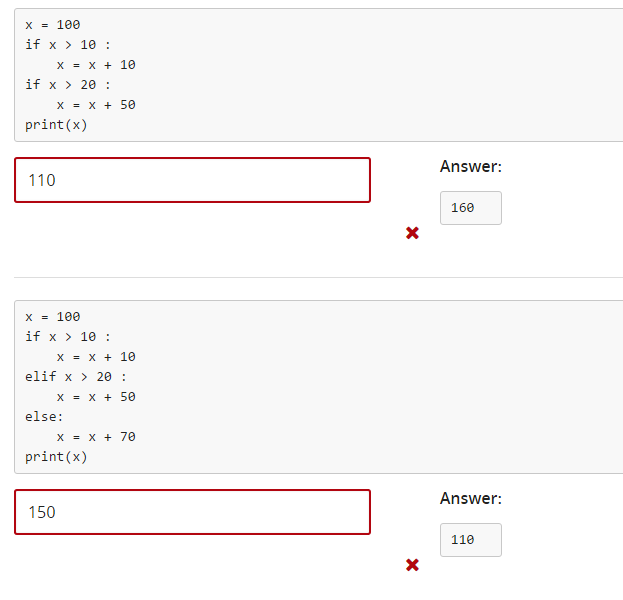 x = 100
if x > 10 :
    x = x + 10
if x > 20 :
    x = x + 50
print(x)
110
Answer:
160
x = 100
if x > 10 :
    x = x + 10
elif x > 20 :
    x = x + 50
else:
    x = x + 70
print(x)
150
Answer:
110